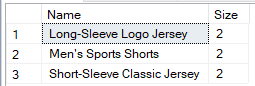 Name Size
1 Long-Sleeve Logo Jersey 2
2 Men's Sports Shorts 2
3 Short-Sleeve Classic Jersey 2